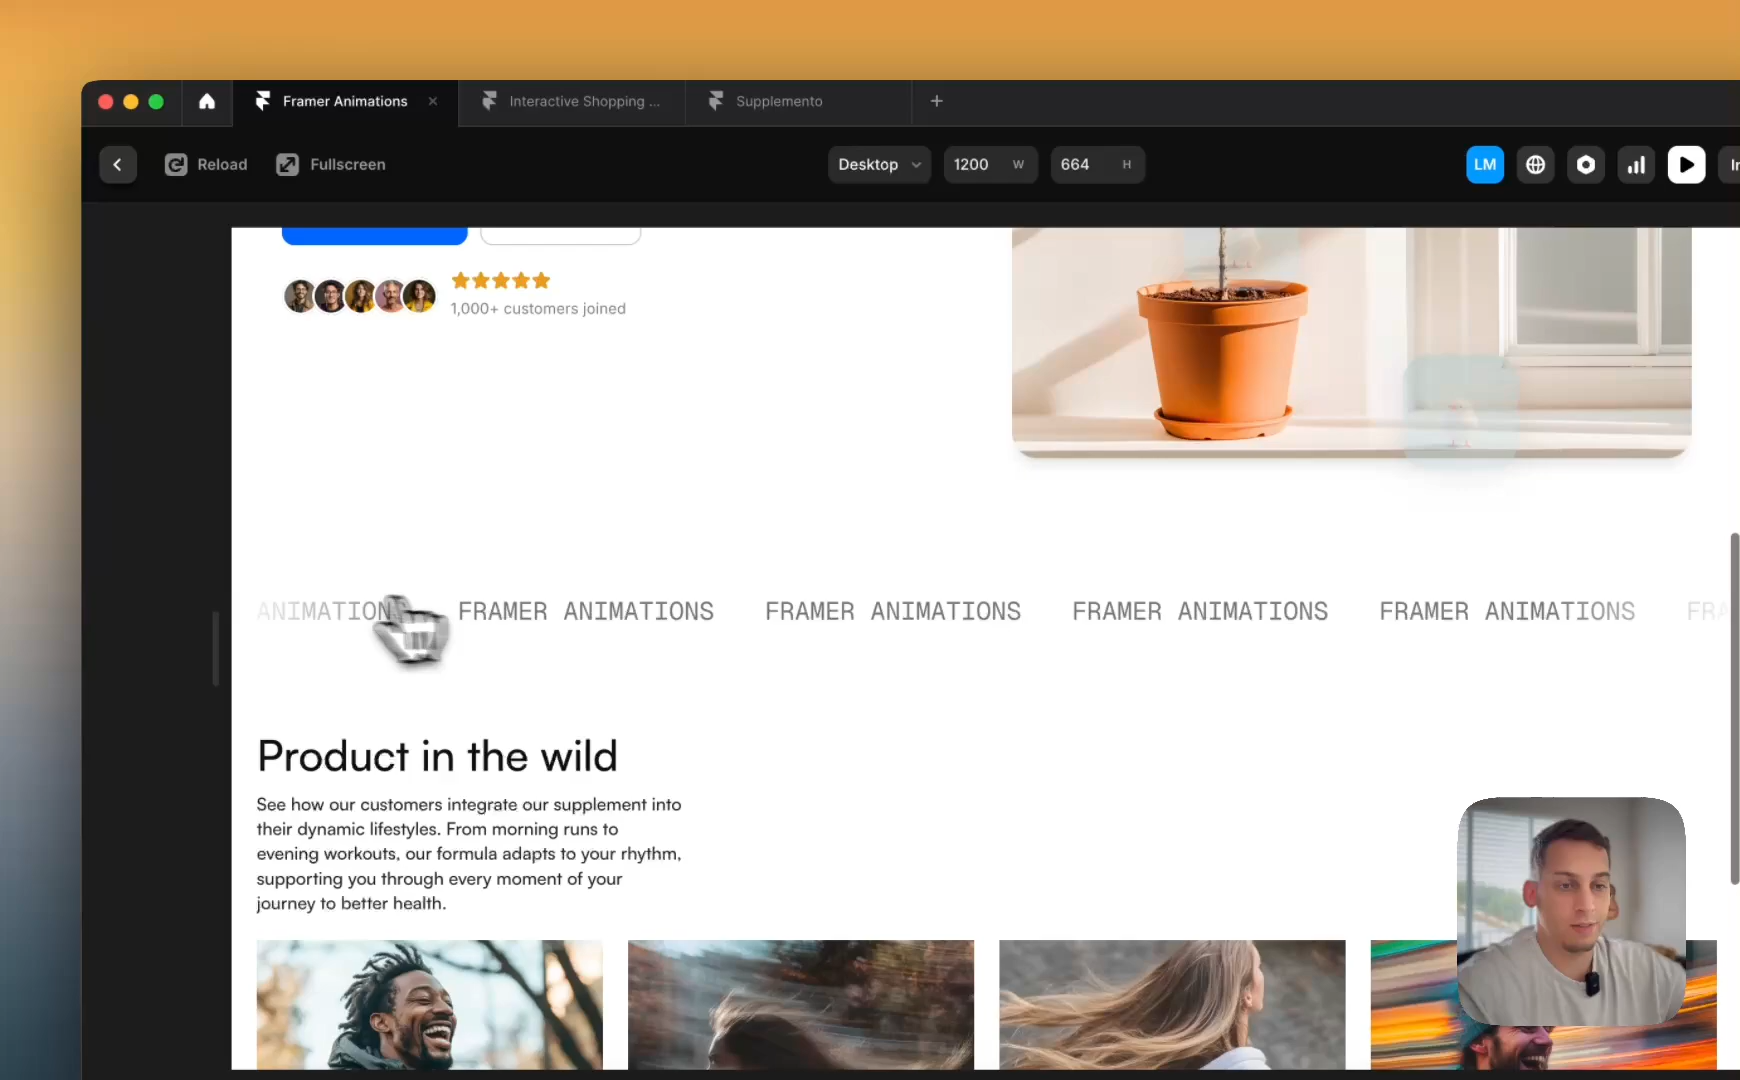 Framer Animations
Interactive Shopping ...
Supplemento
Reload
Fullscreen
Desktop
1200 W
664 H
LM
1,000+ customers joined
ANIMATION FRAMER ANIMATIONS FRAMER ANIMATIONS FRAMER ANIMATIONS FRAMER ANIMATIONS FRA
Product in the wild
See how our customers integrate our supplement into
their dynamic lifestyles. From morning runs to
evening workouts, our formula adapts to your rhythm,
supporting you through every moment of your
journey to better health.